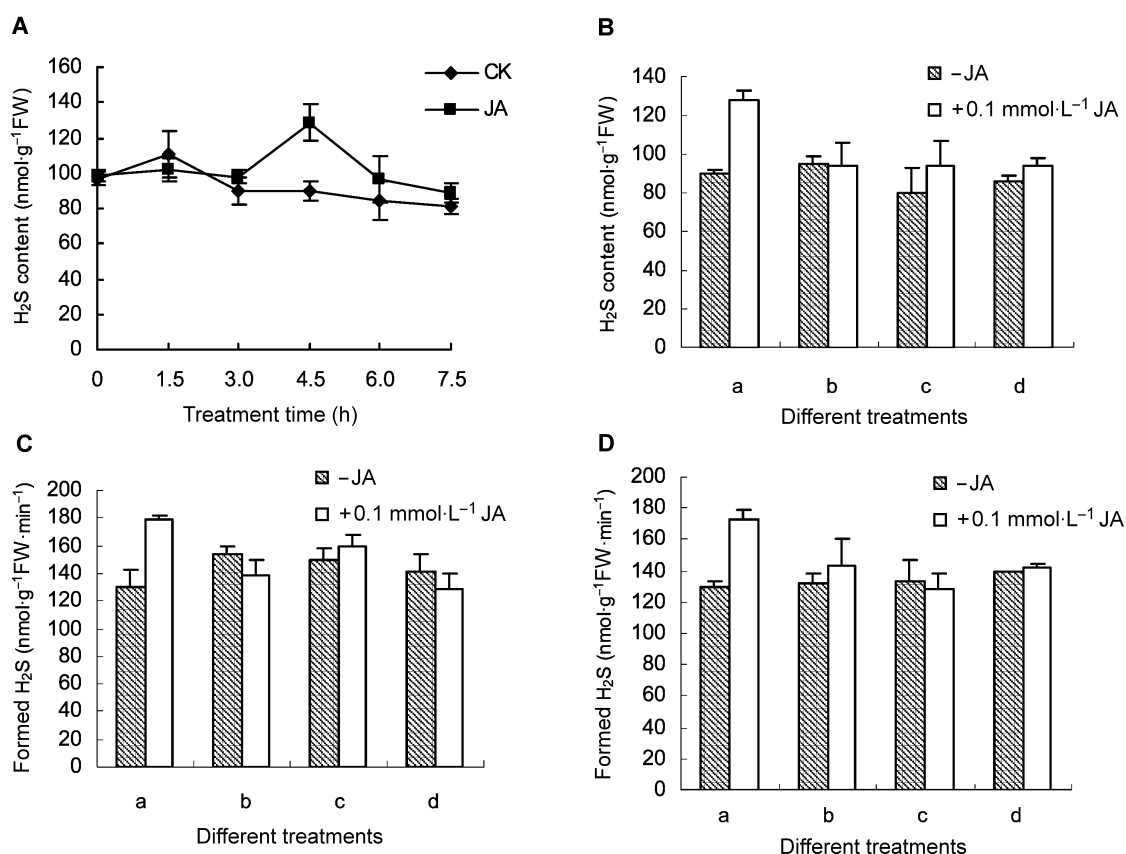 A
H₂S content (nmol·g⁻¹FW)
160
140
120
100
80
60
40
20
0
0 1.5 3.0 4.5 6.0 7.5
Treatment time (h)
CK
JA
B
H₂S content (nmol·g⁻¹FW)
140
120
100
80
60
40
20
0
a b c d
Different treatments
–JA
+0.1 mmol·L⁻¹ JA
C
Formed H₂S (nmol·g⁻¹FW·min⁻¹)
200
180
160
140
120
100
80
60
40
20
0
a b c d
Different treatments
–JA
+0.1 mmol·L⁻¹ JA
D
Formed H₂S (nmol·g⁻¹FW·min⁻¹)
200
180
160
140
120
100
80
60
40
20
0
a b c d
Different treatments
–JA
+0.1 mmol·L⁻¹ JA